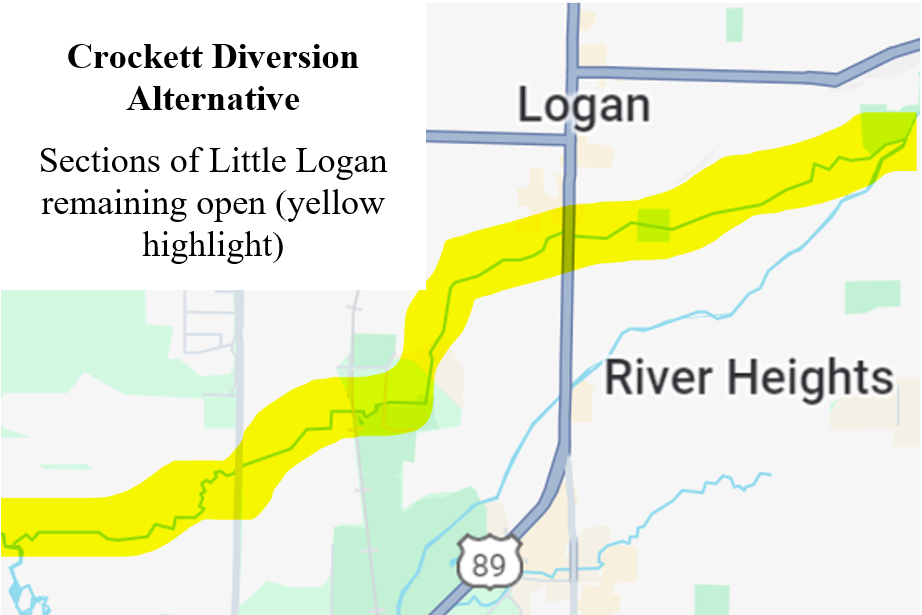 Crockett Diversion
Alternative
Sections of Little Logan
remaining open (yellow
highlight)
Logan
River Heights
89